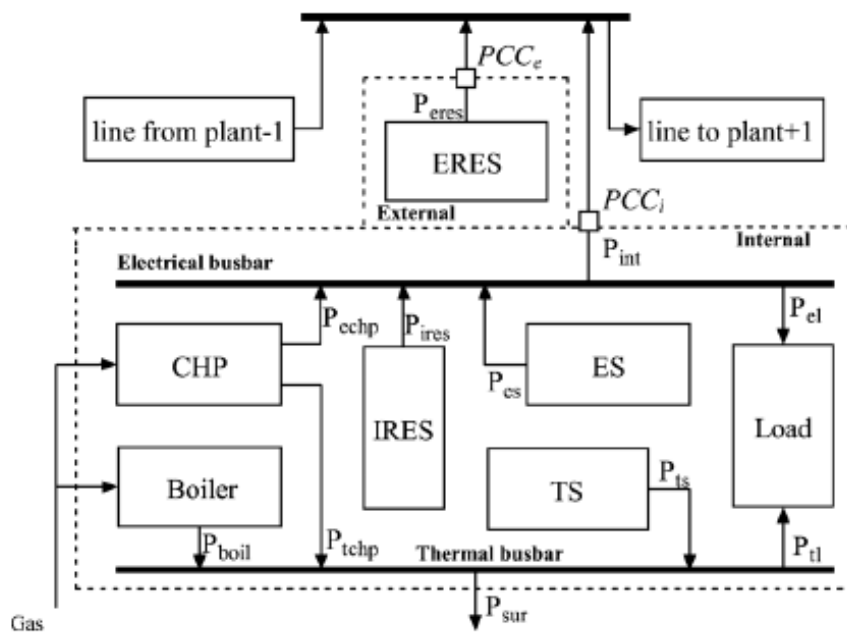 PCCe
line from plant-1
Peres
line to plant+1
ERES
External
PCCi
Internal
Pint
Electrical busbar
Pechp
Pires
Pel
CHP
Pes
ES
IRES
Load
Boiler
TS
Pts
Pboil
Ptchp
Thermal busbar
Ptl
Gas
Psur